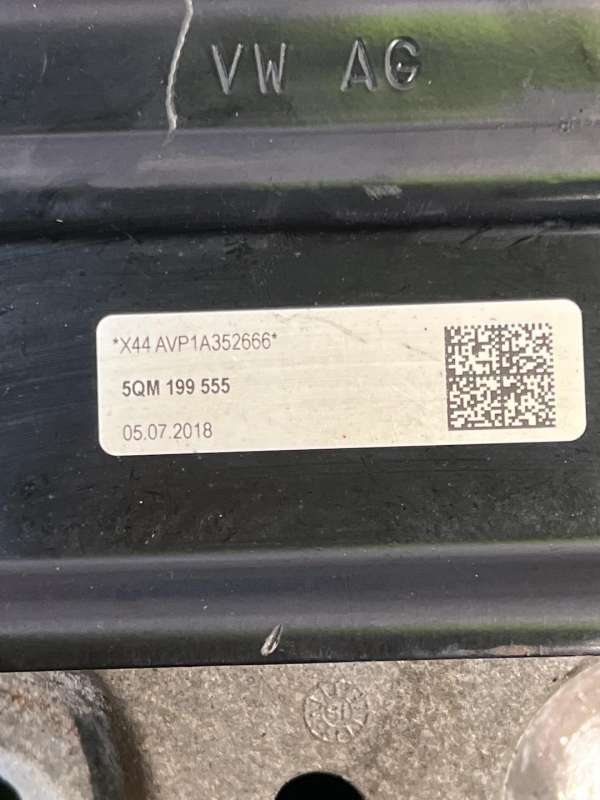 VW AG
*X44 AVP1A352666*
5QM 199 555
05.07.2018